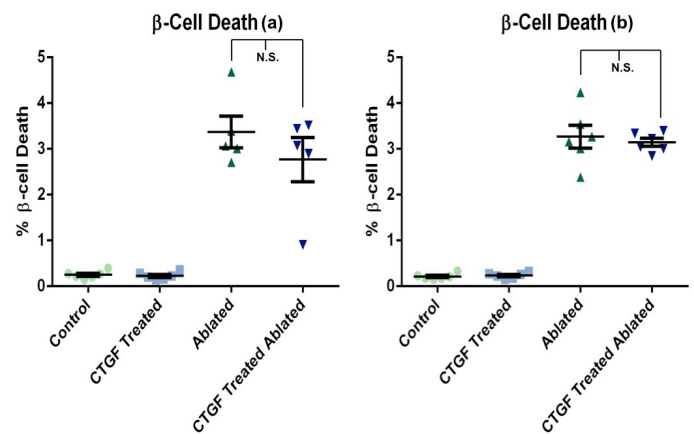 β-Cell Death (a)
N.S.
% β-cell Death
5
4
3
2
1
0
Control
CTGF Treated
Ablated
CTGF Treated Ablated
β-Cell Death (b)
N.S.
% β-cell Death
5
4
3
2
1
0
Control
CTGF Treated
Ablated
CTGF Treated Ablated